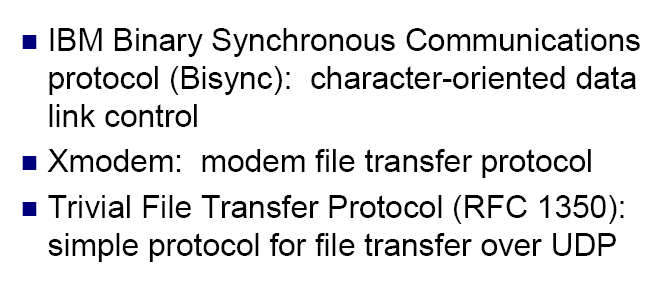 IBM Binary Synchronous Communications
protocol (Bisync): character-oriented data
link control
Xmodem: modem file transfer protocol
Trivial File Transfer Protocol (RFC 1350):
simple protocol for file transfer over UDP